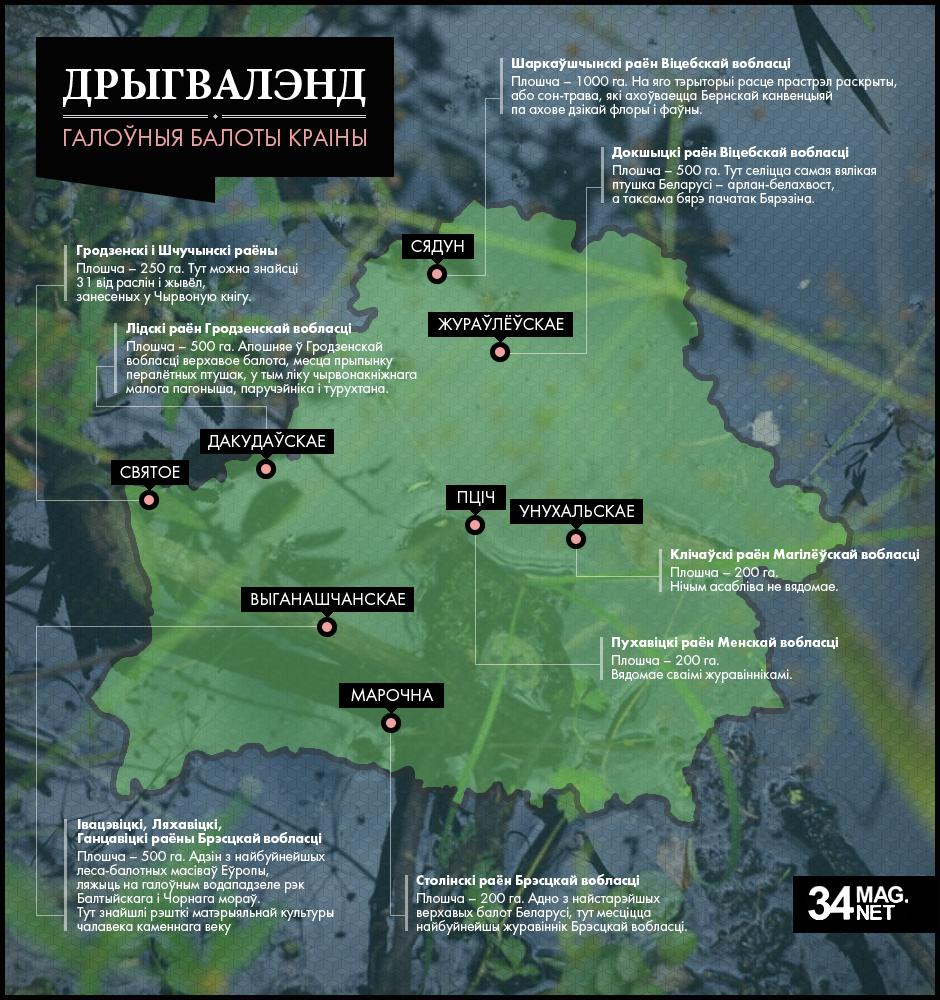 ДРЫГВАЛЭНД
ГАЛОЎНЫЯ БАЛОТЫ КРАІНЫ
Шаркаўшчынскі раён Віцебскай вобласці
Плошча – 1000 га. На яго тэрыторыі расце прастрэл раскрыты,
або сон-трава, які ахоўваецца Бернскай канвенцыяй
па ахове дзікай флоры і фаўны.
Докшыцкі раён Віцебскай вобласці
Плошча – 500 га. Тут селіцца самая вялікая
птушка Беларусі – арлан-белахвост,
а таксама бярэ пачатак Бярэзіна.
СЯДУН
Гродзенскі і Шчучынскі раёны
Плошча – 250 га. Тут можна знайсці
31 від раслін і жывёл,
занесеных у Чырвоную кнігу.
ЖУРАЎЛЁЎСКАЕ
Лідскі раён Гродзенскай вобласці
Плошча – 500 га. Апошняе ў Гродзенскай
вобласці верхавое балота, месца прыпынку
пералётных птушак, у тым ліку чырвонакніжнага
малога пагоныша, паручэйніка і турухтана.
ДАКУДАЎСКАЕ
СВЯТОЕ
ПЦІЧ
УНУХАЛЬСКАЕ
Клічаўскі раён Магілёўскай вобласці
Плошча – 200 га.
Нічым асабліва не вядомае.
ВЫГАНАШЧАНСКАЕ
Пухавіцкі раён Менскай вобласці
Плошча – 200 га.
Вядомае сваімі журавіннікамі.
МАРОЧНА
Івацэвіцкі, Ляхавіцкі,
Ганцавіцкі раёны Брэсцкай вобласці
Плошча – 500 га. Адзін з найбуйнейшых
леса-балотных масіваў Еўропы,
ляжыць на галоўным водападзеле рэк
Балтыйскага і Чорнага мораў.
Тут знайшлі рэшткі матэрыяльнай культуры
чалавека каменнага веку
Столінскі раён Брэсцкай вобласці
Плошча – 200 га. Адно з найстарэйшых
верхавых балот Беларусі, тут месціцца
найбуйнейшы журавіннік Брэсцкай вобласці.
34 MAG.
NET